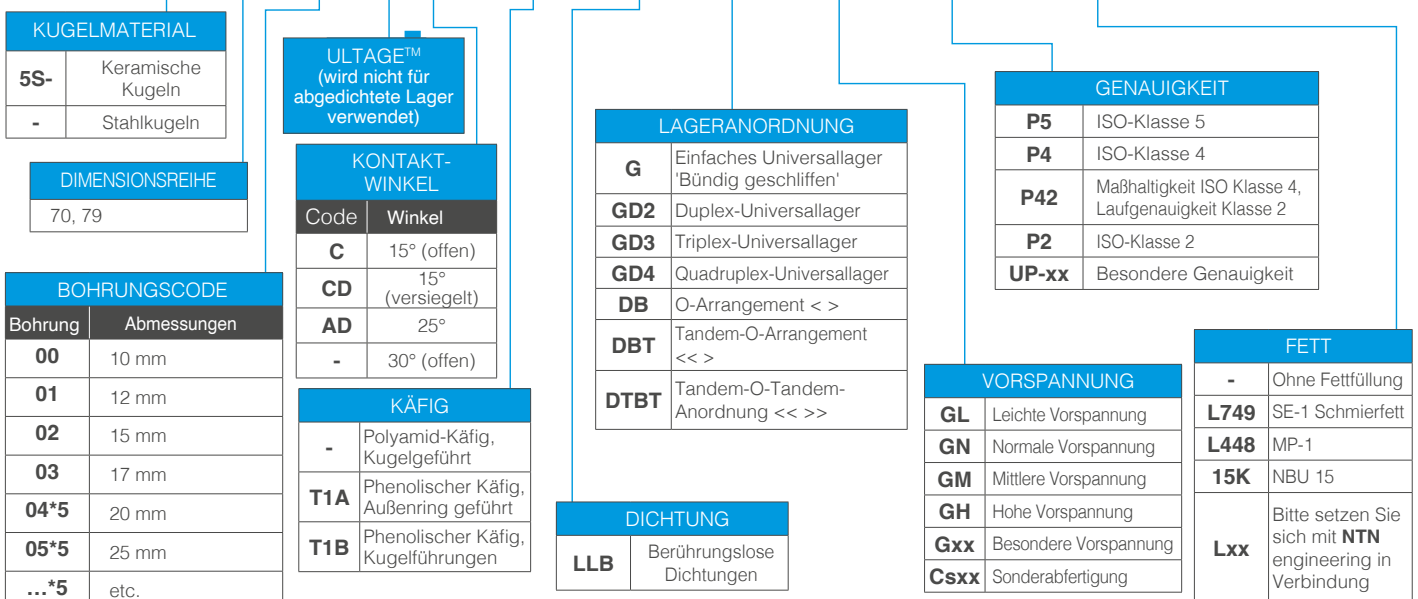 KUGELMATERIAL
5S- Keramische
Kugeln
- Stahlkugeln
DIMENSIONSREIHE
70, 79
BOHRUNGSCODE
Bohrung Abmessungen
00 10 mm
01 12 mm
02 15 mm
03 17 mm
04*5 20 mm
05*5 25 mm
...*5 etc.
ULTAGE™
(wird nicht für
abgedichtete Lager
verwendet)
KONTAKT-
WINKEL
Code Winkel
C 15° (offen)
CD 15°
(versiegelt)
AD 25°
- 30° (offen)
KÄFIG
- Polyamid-Käfig,
Kugelgeführt
T1A Phenolischer Käfig,
Außenring geführt
T1B Phenolischer Käfig,
Kugelführungen
LAGERANORDNUNG
G Einfaches Universallager
'Bündig geschliffen'
GD2 Duplex-Universallager
GD3 Triplex-Universallager
GD4 Quadruplex-Universallager
DB O-Arrangement < >
DBT Tandem-O-Arrangement
<< >
DTBT Tandem-O-Tandem-
Anordnung << >>
DICHTUNG
LLB Berührungslose
Dichtungen
VORSPANNUNG
GL Leichte Vorspannung
GN Normale Vorspannung
GM Mittlere Vorspannung
GH Hohe Vorspannung
Gxx Besondere Vorspannung
Csxx Sonderabfertigung
GENAUIGKEIT
P5 ISO-Klasse 5
P4 ISO-Klasse 4
P42 Maßhaltigkeit ISO Klasse 4,
Laufgenauigkeit Klasse 2
P2 ISO-Klasse 2
UP-xx Besondere Genauigkeit
FETT
- Ohne Fettfüllung
L749 SE-1 Schmierfett
L448 MP-1
15K NBU 15
Lxx Bitte setzen Sie
sich mit NTN
engineering in
Verbindung